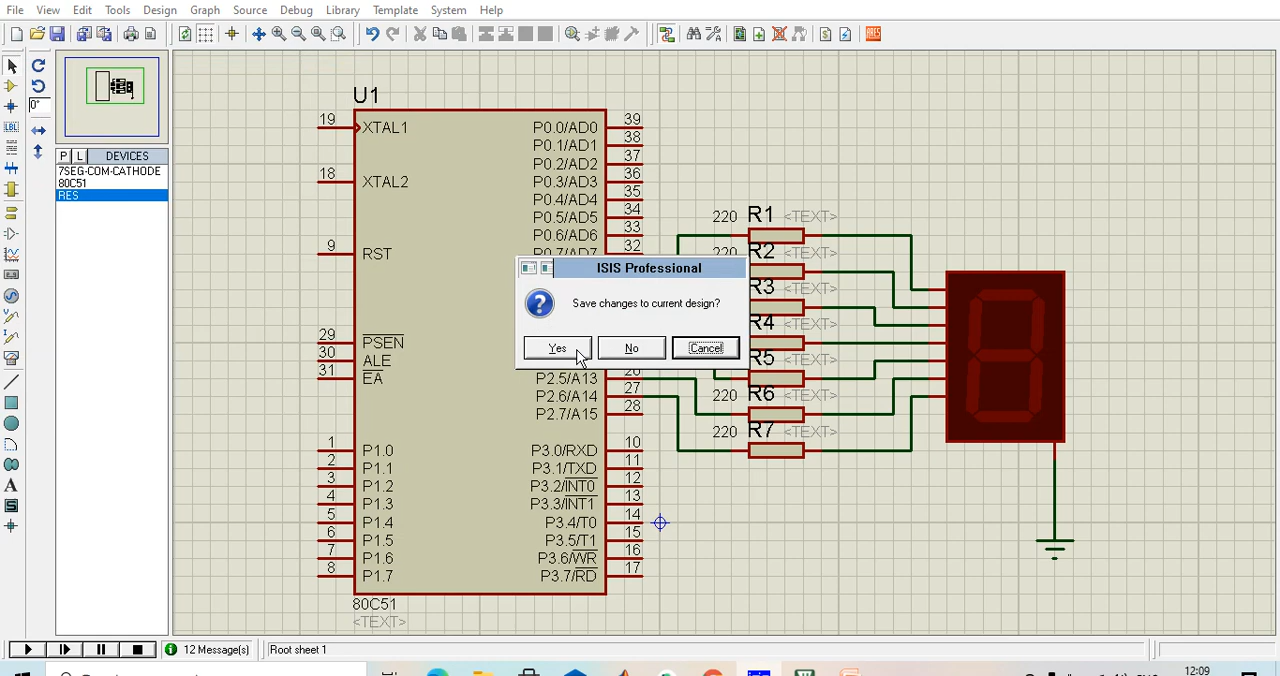 File View Edit Tools Design Graph Source Debug Library Template System Help
LBL
ARES
0°
P L DEVICES
7SEG-COM-CATHODE
80C51
RES
A
U1
19 XTAL1
18 XTAL2
9 RST
29 PSEN
30 ALE
31 EA
1 P1.0
2 P1.1
3 P1.2
4 P1.3
5 P1.4
6 P1.5
7 P1.6
8 P1.7
P0.0/AD0 39
P0.1/AD1 38
P0.2/AD2 37
P0.3/AD3 36
P0.4/AD4 35
P0.5/AD5 34
P0.6/AD6 33
P0.7/AD7 32
P2.5/A13 26
P2.6/A14 27
P2.7/A15 28
P3.0/RXD 10
P3.1/TXD 11
P3.2/INT0 12
P3.3/INT1 13
P3.4/T0 14
P3.5/T1 15
P3.6/WR 16
P3.7/RD 17
80C51
<TEXT>
220 R1 <TEXT>
220 R2 <TEXT>
R3 <TEXT>
R4 <TEXT>
R5 <TEXT>
220 R6 <TEXT>
220 R7 <TEXT>
ISIS Professional
Save changes to current design?
Yes No Cancel
12 Message(s) Root sheet 1
12:09